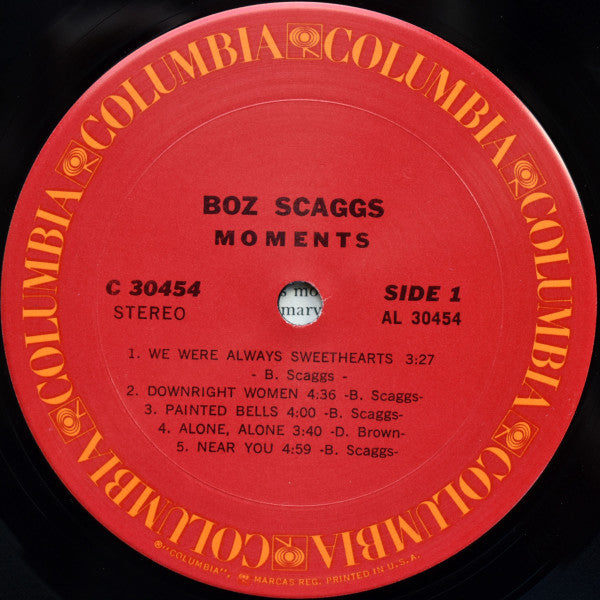 COLUMBIA COLUMBIA COLUMBIA COLUMBIA COLUMBIA COLUMBIA COLUMBIA COLUMBIA
BOZ SCAGGS
MOMENTS
C 30454
STEREO
s mo
mary
SIDE 1
AL 30454
1. WE WERE ALWAYS SWEETHEARTS 3:27
- B. Scaggs -
2. DOWNRIGHT WOMEN 4:36 -B. Scaggs-
3. PAINTED BELLS 4:00 -B. Scaggs-
4. ALONE, ALONE 3:40 -D. Brown-
5. NEAR YOU 4:59 -B. Scaggs-
®"COLUMBIA", MARCAS REG. PRINTED IN U.S.A.